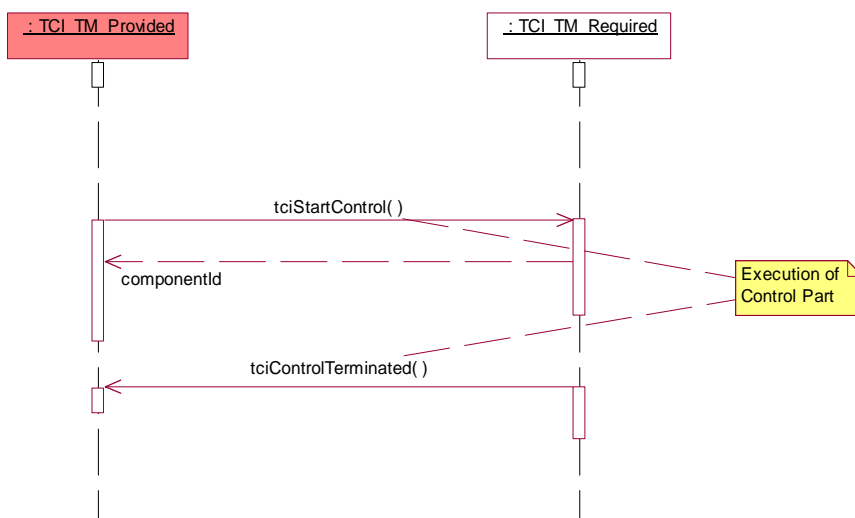 : TCI_TM_Provided
: TCI_TM_Required
tciStartControl( )
componentId
Execution of
Control Part
tciControlTerminated( )